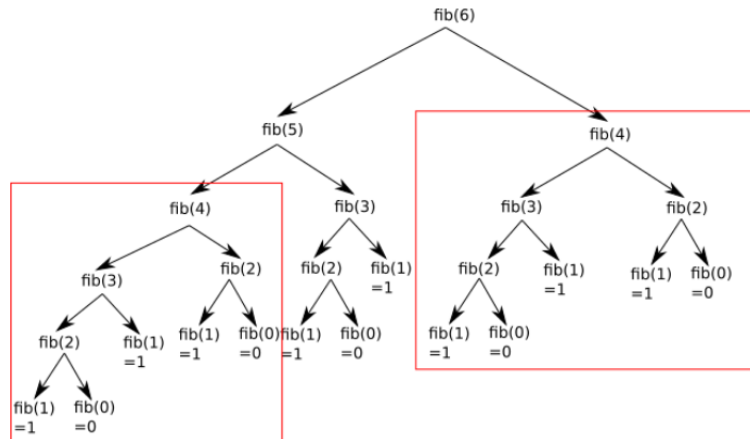 fib(6)
fib(5)
fib(4)
fib(4)
fib(3)
fib(3)
fib(2)
fib(3)
fib(2)
fib(2)
fib(1)
=1
fib(2)
fib(1)
=1
fib(1)
=1
fib(0)
=0
fib(2)
fib(1)
=1
fib(1)
=1
fib(0)
=0
fib(1)
=1
fib(0)
=0
fib(1)
=1
fib(0)
=0
fib(1)
=1
fib(0)
=0